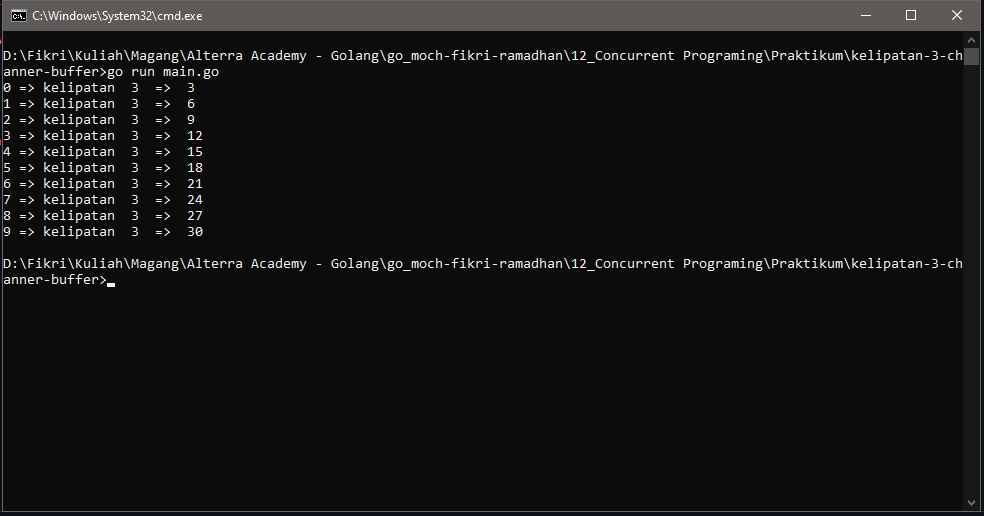 C:\Windows\System32\cmd.exe
D:\Fikri\Kuliah\Magang\Alterra Academy - Golang\go_moch-fikri-ramadhan\12_Concurrent Programing\Praktikum\kelipatan-3-ch
anner-buffer>go run main.go
0 => kelipatan  3  =>  3
1 => kelipatan  3  =>  6
2 => kelipatan  3  =>  9
3 => kelipatan  3  =>  12
4 => kelipatan  3  =>  15
5 => kelipatan  3  =>  18
6 => kelipatan  3  =>  21
7 => kelipatan  3  =>  24
8 => kelipatan  3  =>  27
9 => kelipatan  3  =>  30
D:\Fikri\Kuliah\Magang\Alterra Academy - Golang\go_moch-fikri-ramadhan\12_Concurrent Programing\Praktikum\kelipatan-3-ch
anner-buffer>